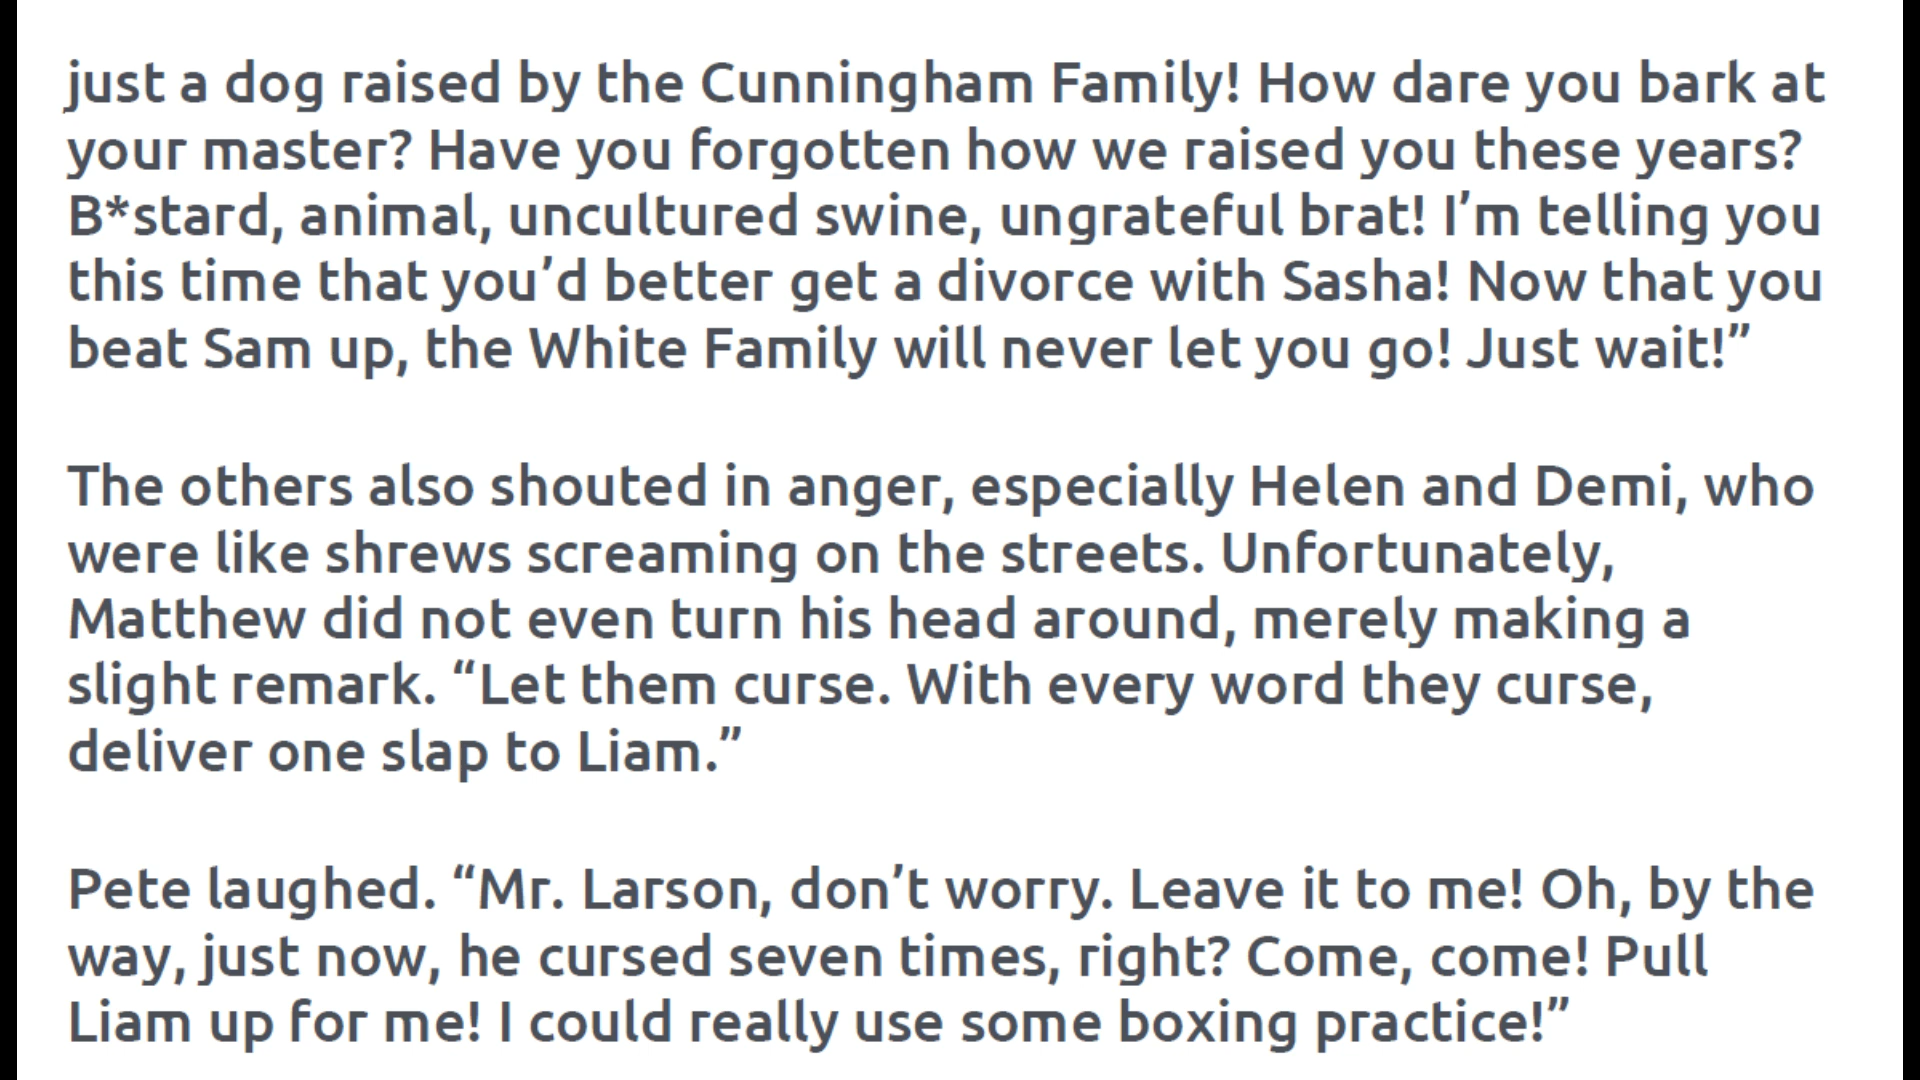 just a dog raised by the Cunningham Family! How dare you bark at
your master? Have you forgotten how we raised you these years?
B*stard, animal, uncultured swine, ungrateful brat! I’m telling you
this time that you’d better get a divorce with Sasha! Now that you
beat Sam up, the White Family will never let you go! Just wait!”
The others also shouted in anger, especially Helen and Demi, who
were like shrews screaming on the streets. Unfortunately,
Matthew did not even turn his head around, merely making a
slight remark. “Let them curse. With every word they curse,
deliver one slap to Liam.”
Pete laughed. “Mr. Larson, don’t worry. Leave it to me! Oh, by the
way, just now, he cursed seven times, right? Come, come! Pull
Liam up for me! I could really use some boxing practice!”